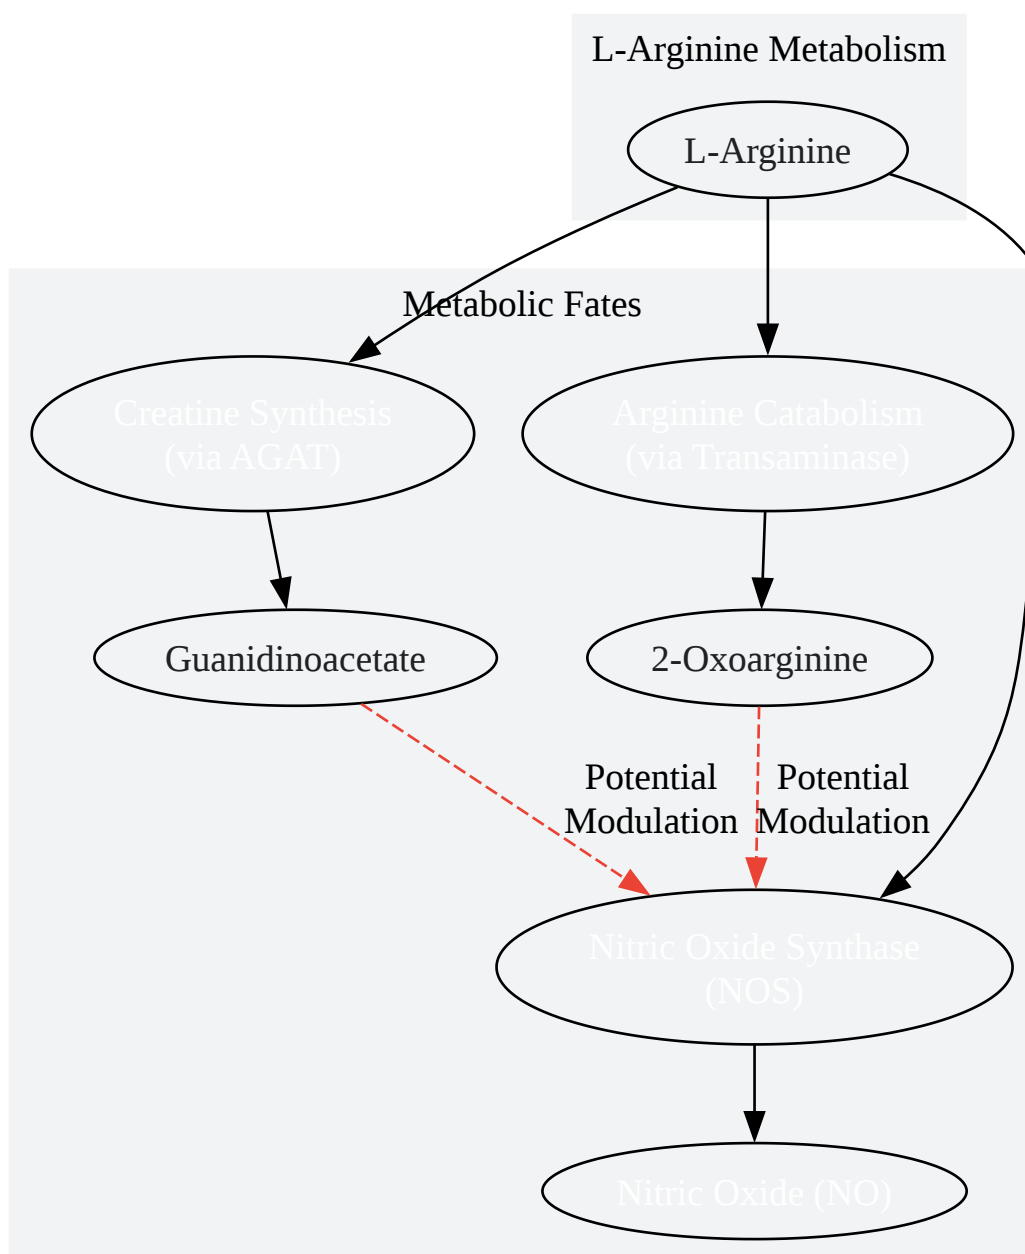 L-Arginine Metabolism
L-Arginine
Metabolic Fates
Creatine Synthesis
(via AGAT)
Arginine Catabolism
(via Transaminase)
Guanidinoacetate
2-Oxoarginine
Potential
Modulation
Potential
Modulation
Nitric Oxide Synthase
(NOS)
Nitric Oxide (NO)